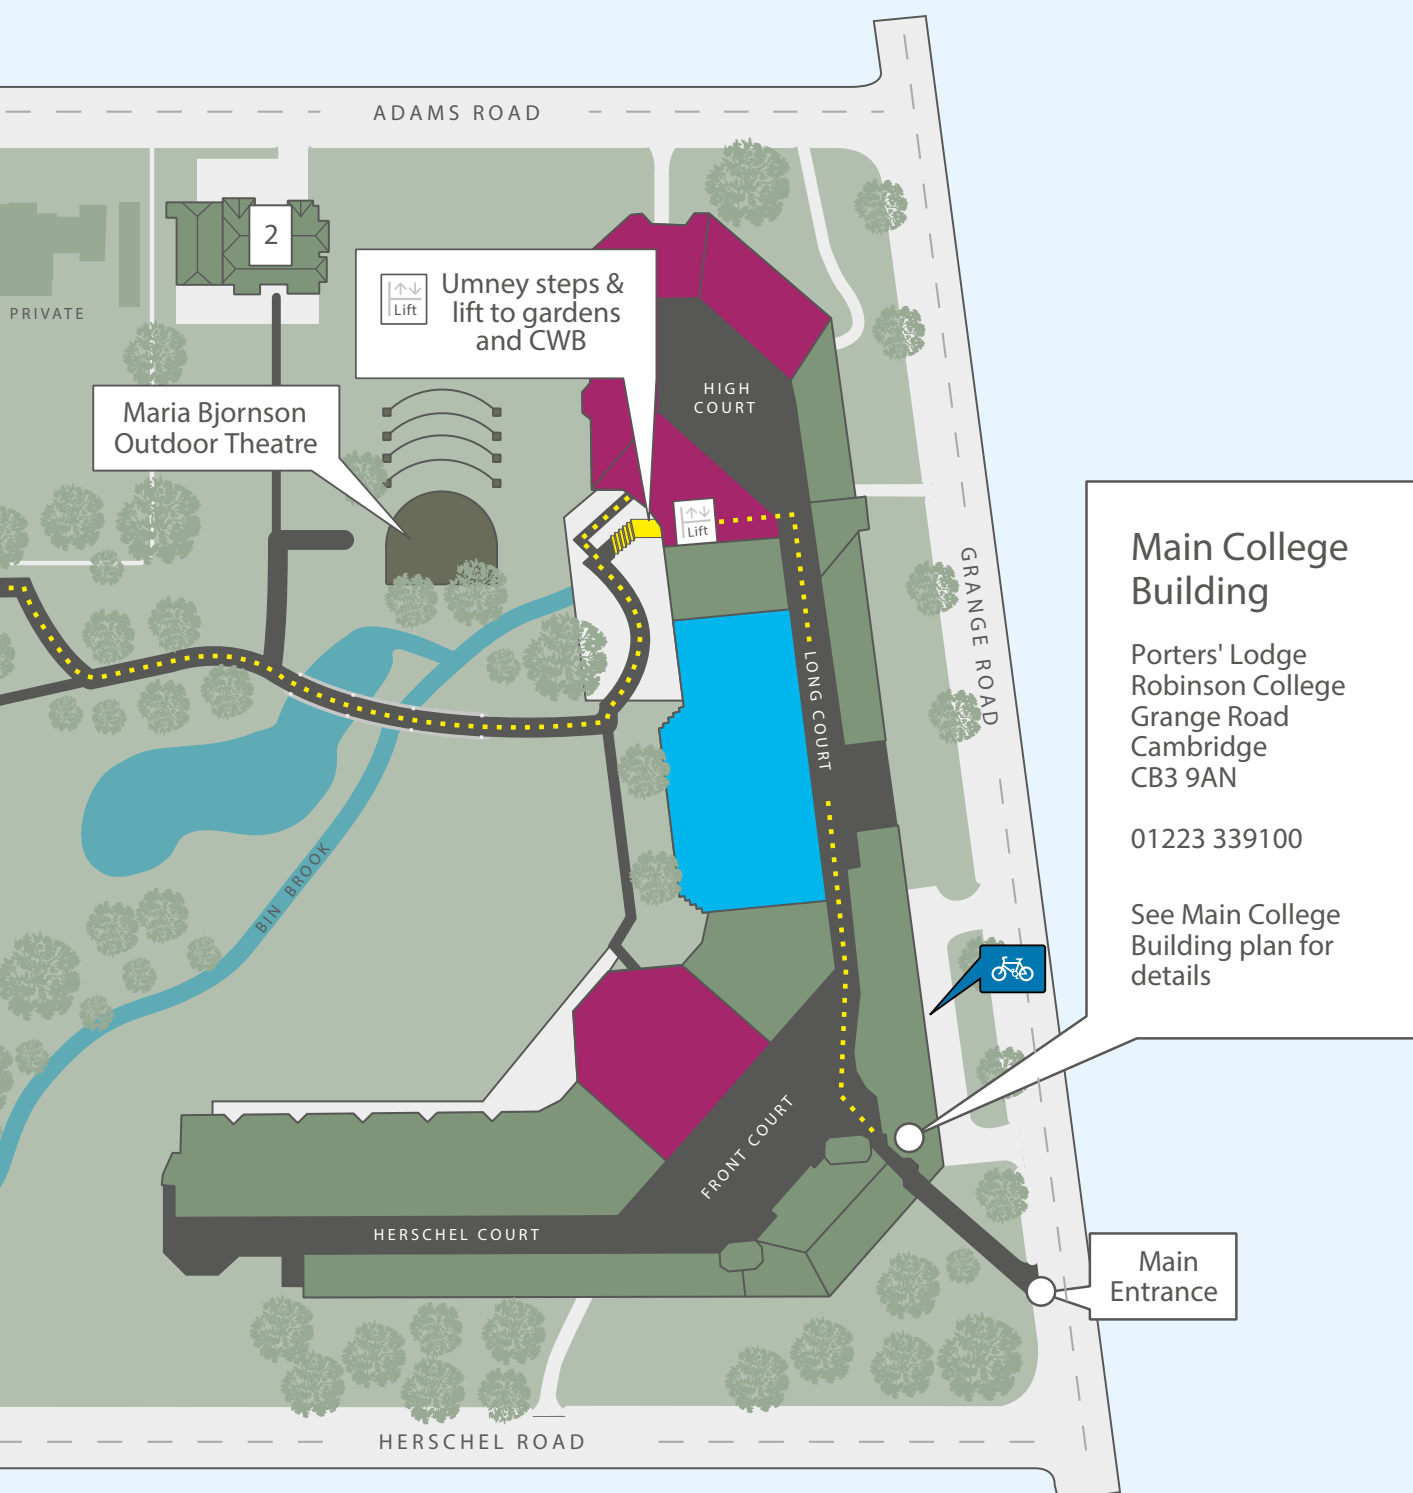 ADAMS ROAD
2
PRIVATE
Lift
Umney steps &
lift to gardens
and CWB
HIGH
COURT
Maria Bjornson
Outdoor Theatre
Lift
GRANGE ROAD
Main College
Building
Porters' Lodge
Robinson College
Grange Road
Cambridge
CB3 9AN
01223 339100
See Main College
Building plan for
details
LONG COURT
BIN BROOK
FRONT COURT
HERSCHEL COURT
Main
Entrance
HERSCHEL ROAD